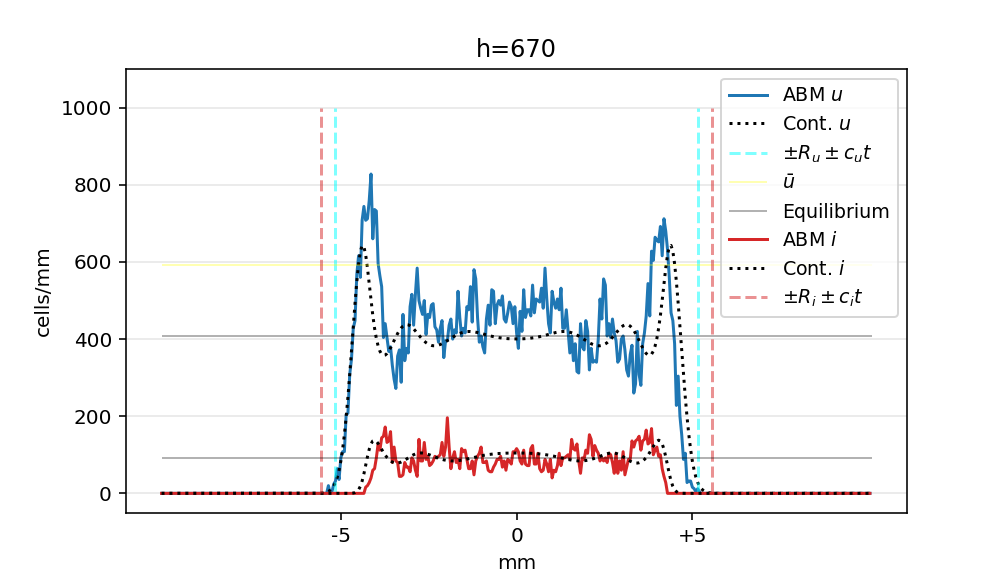 h=670
1000
800
600
400
200
0
cells/mm
-5
0
+5
mm
ABM u
Cont. u
±Rᵤ ± cᵤt
ū
Equilibrium
ABM i
Cont. i
±Rᵢ ± cᵢt